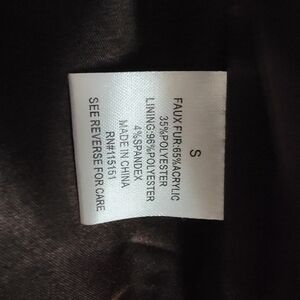 S
FAUX FUR:65%ACRYLIC
35%POLYESTER
LINING:96%POLYESTER
4%SPANDEX
MADE IN CHINA
RN#115151
SEE REVERSE FOR CARE